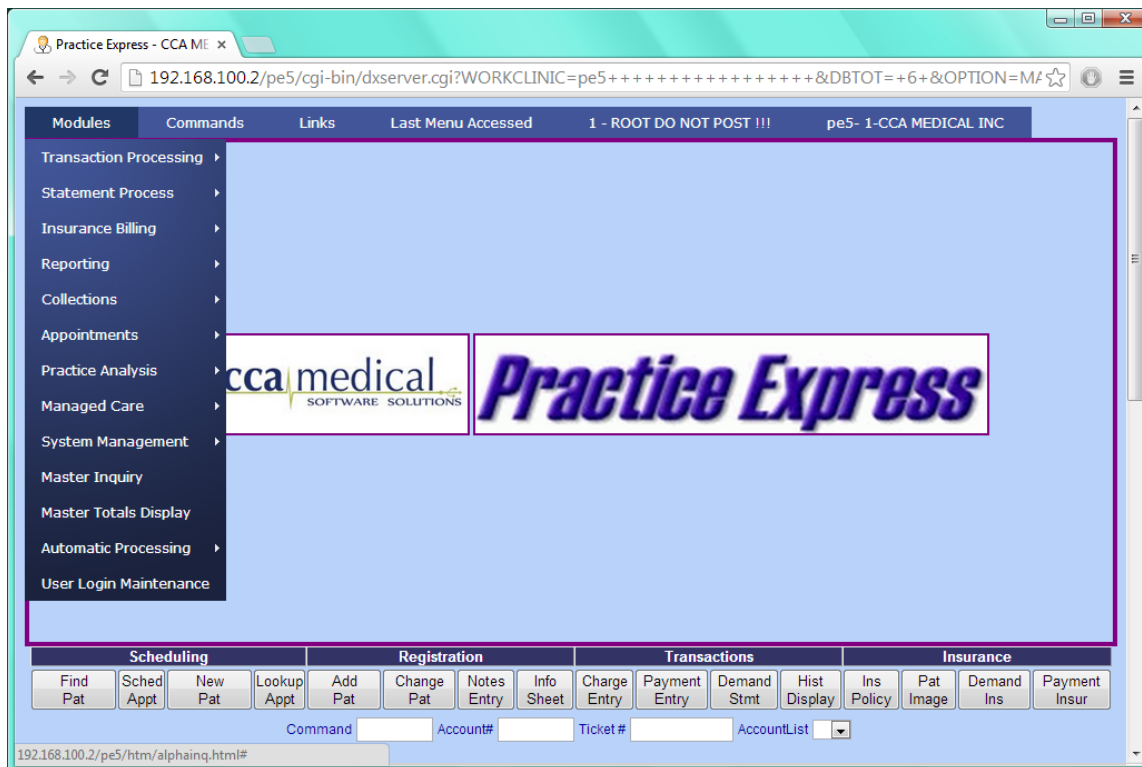 Practice Express - CCA ME
192.168.100.2/pe5/cgi-bin/dxserver.cgi?WORKCLINIC=pe5+++++++++++++++++&DBTOT=+6+&OPTION=MA
Modules Commands Links Last Menu Accessed 1 - ROOT DO NOT POST !!! pe5- 1-CCA MEDICAL INC
Transaction Processing
Statement Process
Insurance Billing
Reporting
Collections
Appointments
Practice Analysis
Managed Care
System Management
Master Inquiry
Master Totals Display
Automatic Processing
User Login Maintenance
cca medical
SOFTWARE SOLUTIONS
Practice Express
Scheduling Registration Transactions Insurance
Find Pat Sched Appt New Pat Lookup Appt Add Pat Change Pat Notes Entry Info Sheet Charge Entry Payment Entry Demand Stmt Hist Display Ins Policy Pat Image Demand Ins Payment Insur
Command Account# Ticket # AccountList
192.168.100.2/pe5/htm/alphainq.html#